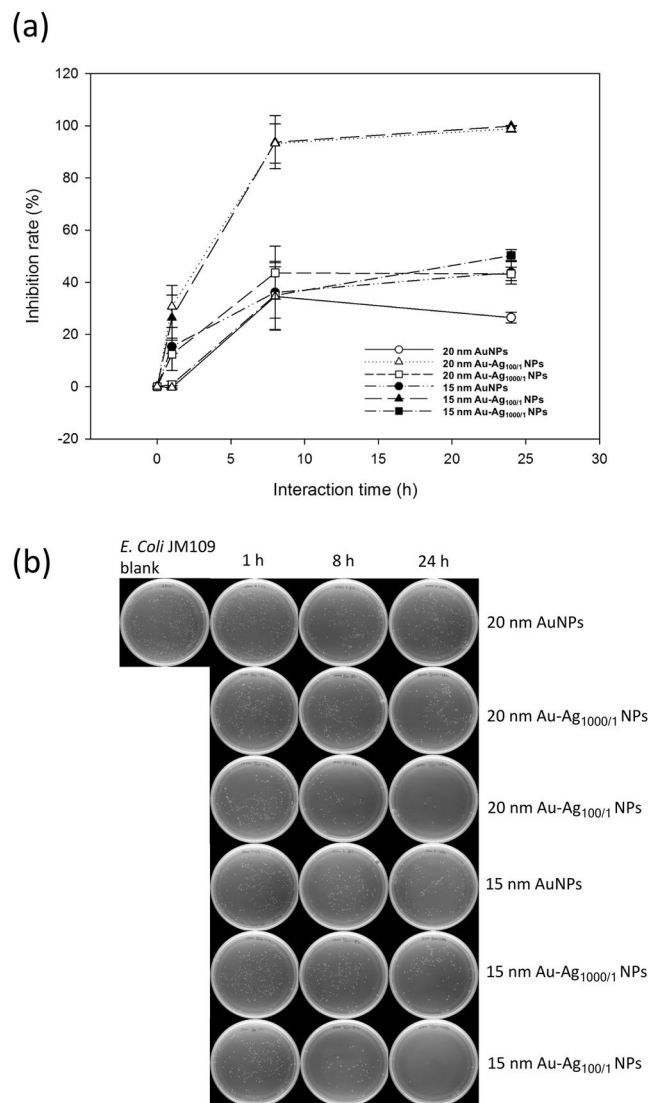 (a)
120
100
80
60
40
20
0
-20
Inhibition rate (%)
0 5 10 15 20 25 30
Interaction time (h)
20 nm AuNPs
20 nm Au-Ag100/1 NPs
20 nm Au-Ag1000/1 NPs
15 nm AuNPs
15 nm Au-Ag100/1 NPs
15 nm Au-Ag1000/1 NPs
(b)
E. Coli JM109
blank
1 h 8 h 24 h
20 nm AuNPs
20 nm Au-Ag1000/1 NPs
20 nm Au-Ag100/1 NPs
15 nm AuNPs
15 nm Au-Ag1000/1 NPs
15 nm Au-Ag100/1 NPs